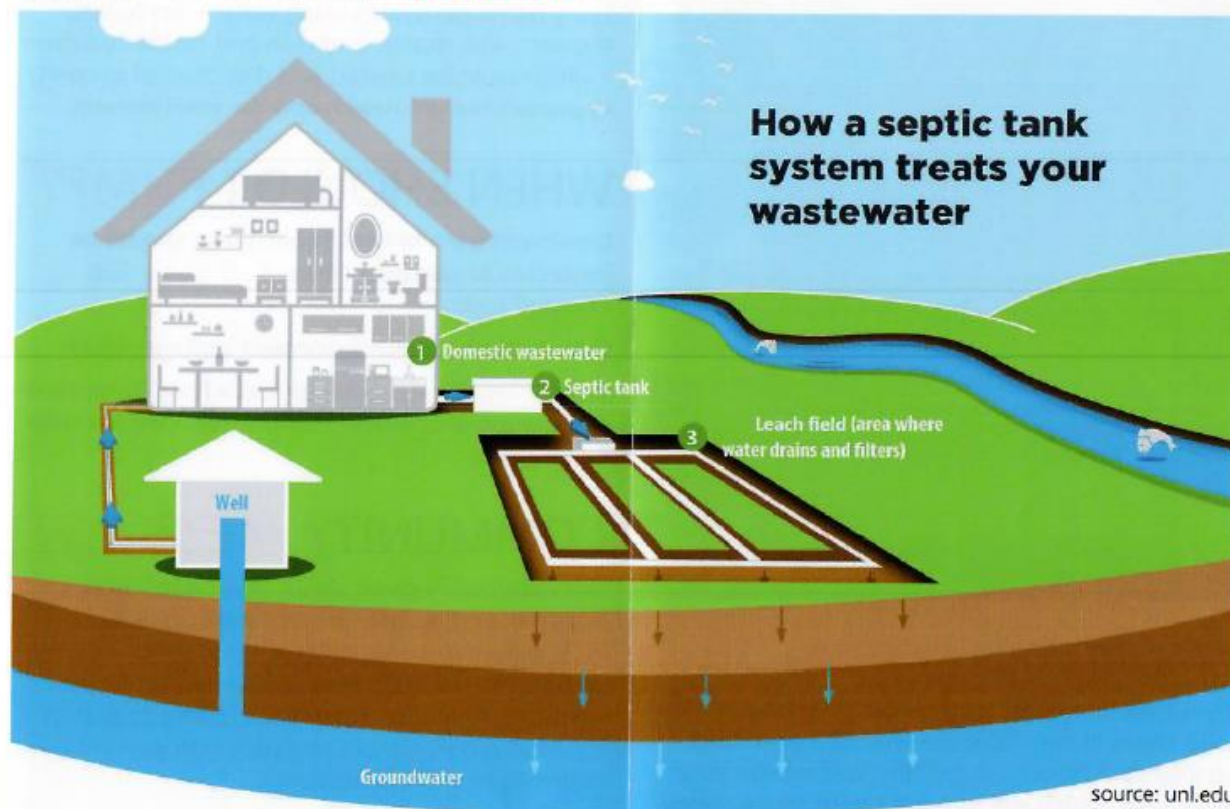 How a septic tank
system treats your
wastewater
1 Domestic wastewater
2 Septic tank
3 Leach field (area where
water drains and filters)
Well
Groundwater
source: unl.edu